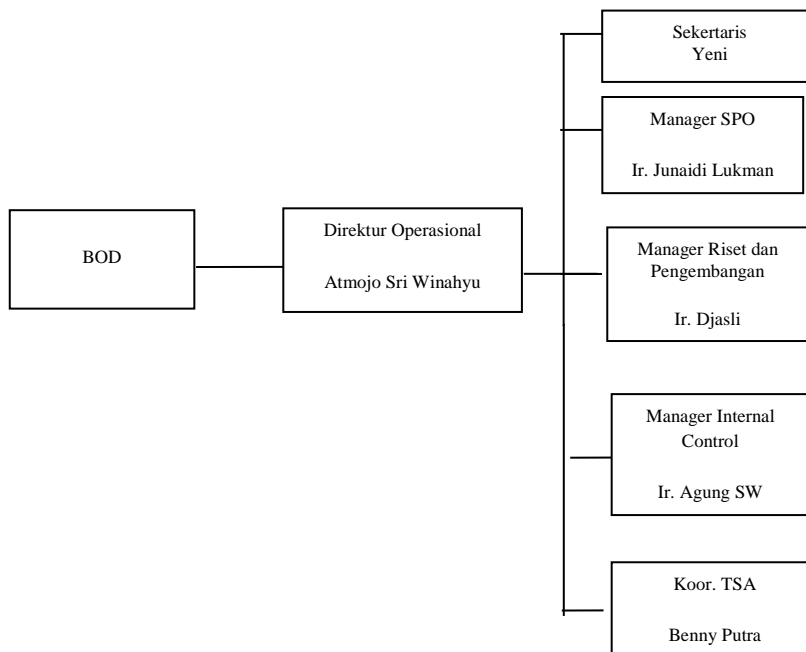 BOD
Direktur Operasional
Atmojo Sri Winahyu
Sekertaris
Yeni
Manager SPO
Ir. Junaidi Lukman
Manager Riset dan
Pengembangan
Ir. Djasli
Manager Internal
Control
Ir. Agung SW
Koor. TSA
Benny Putra